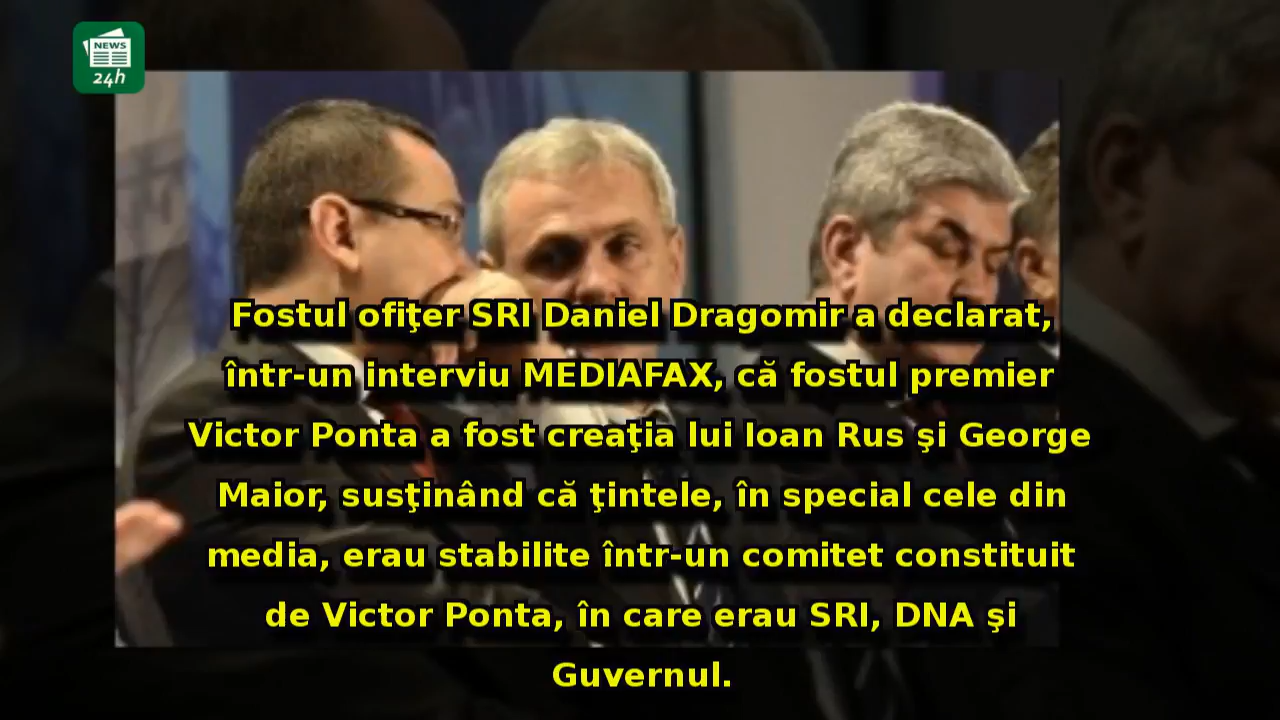 NEWS
24h
Fostul ofiţer SRI Daniel Dragomir a declarat,
într-un interviu MEDIAFAX, că fostul premier
Victor Ponta a fost creaţia lui Ioan Rus şi George
Maior, susţinând că ţintele, în special cele din
media, erau stabilite într-un comitet constituit
de Victor Ponta, în care erau SRI, DNA şi
Guvernul.